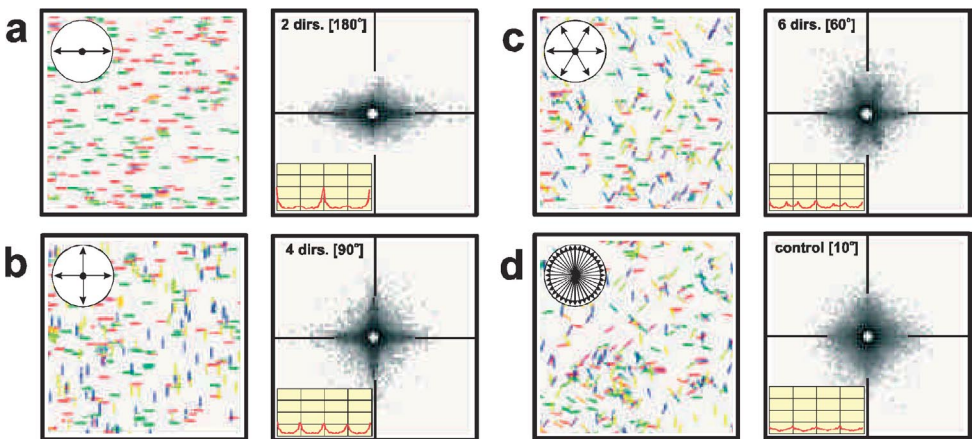 a
2 dirs. [180°]
c
6 dirs. [60°]
b
4 dirs. [90°]
d
control [10°]